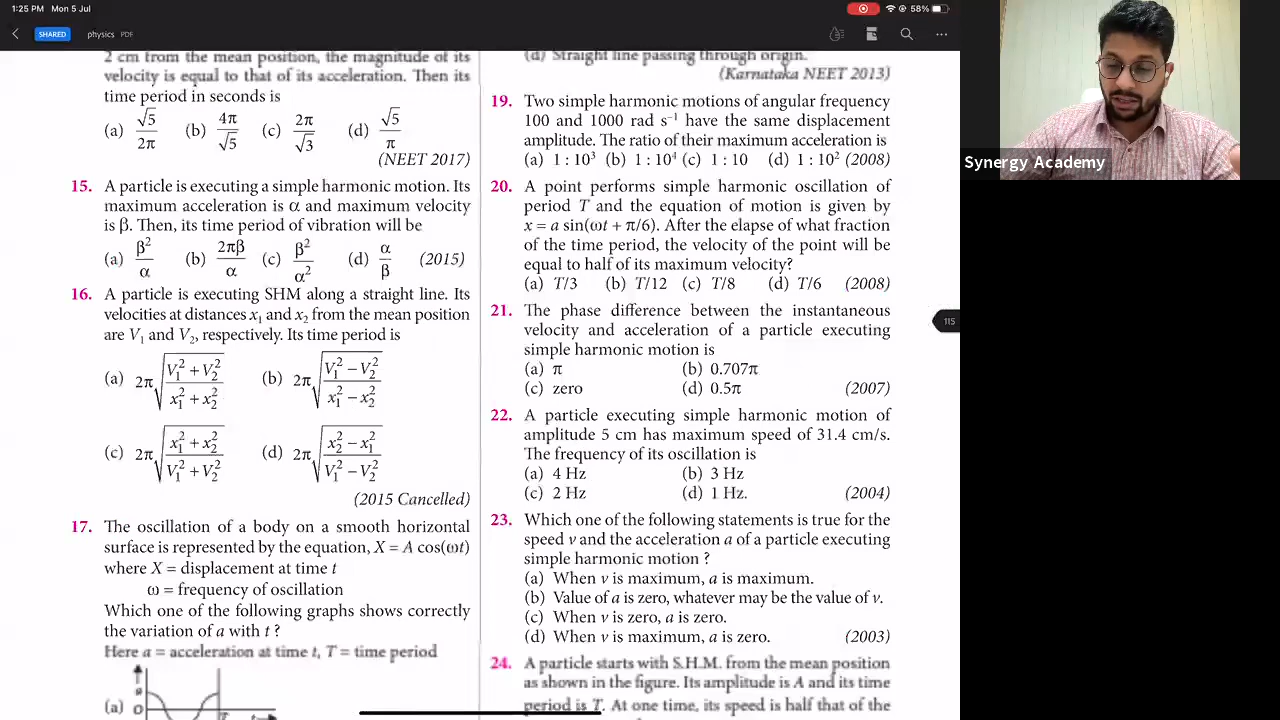 1:25 PM Mon 5 Jul
58%
SHARED physics PDF
2 cm from the mean position, the magnitude of its
velocity is equal to that of its acceleration. Then its
time period in seconds is
(a) √5/2π (b) 4π/√5 (c) 2π/√3 (d) √5/π
(NEET 2017)
15. A particle is executing a simple harmonic motion. Its
maximum acceleration is α and maximum velocity
is β. Then, its time period of vibration will be
(a) β²/α (b) 2πβ/α (c) β²/α² (d) α/β (2015)
16. A particle is executing SHM along a straight line. Its
velocities at distances x₁ and x₂ from the mean position
are V₁ and V₂, respectively. Its time period is
(a) 2π√((V₁² + V₂²)/(x₁² + x₂²)) (b) 2π√((V₁² − V₂²)/(x₁² − x₂²))
(c) 2π√((x₁² + x₂²)/(V₁² + V₂²)) (d) 2π√((x₂² − x₁²)/(V₁² − V₂²))
(2015 Cancelled)
17. The oscillation of a body on a smooth horizontal
surface is represented by the equation, X = A cos(ωt)
where X = displacement at time t
ω = frequency of oscillation
Which one of the following graphs shows correctly
the variation of a with t ?
Here a = acceleration at time t, T = time period
(a) a O T t
(d) Straight line passing through origin.
(Karnataka NEET 2013)
19. Two simple harmonic motions of angular frequency
100 and 1000 rad s⁻¹ have the same displacement
amplitude. The ratio of their maximum acceleration is
(a) 1 : 10³ (b) 1 : 10⁴ (c) 1 : 10 (d) 1 : 10² (2008)
20. A point performs simple harmonic oscillation of
period T and the equation of motion is given by
x = a sin(ωt + π/6). After the elapse of what fraction
of the time period, the velocity of the point will be
equal to half of its maximum velocity?
(a) T/3 (b) T/12 (c) T/8 (d) T/6 (2008)
21. The phase difference between the instantaneous
velocity and acceleration of a particle executing
simple harmonic motion is
(a) π (b) 0.707π
(c) zero (d) 0.5π (2007)
22. A particle executing simple harmonic motion of
amplitude 5 cm has maximum speed of 31.4 cm/s.
The frequency of its oscillation is
(a) 4 Hz (b) 3 Hz
(c) 2 Hz (d) 1 Hz. (2004)
23. Which one of the following statements is true for the
speed v and the acceleration a of a particle executing
simple harmonic motion ?
(a) When v is maximum, a is maximum.
(b) Value of a is zero, whatever may be the value of v.
(c) When v is zero, a is zero.
(d) When v is maximum, a is zero. (2003)
24. A particle starts with S.H.M. from the mean position
as shown in the figure. Its amplitude is A and its time
period is T. At one time, its speed is half that of the
115
Synergy Academy